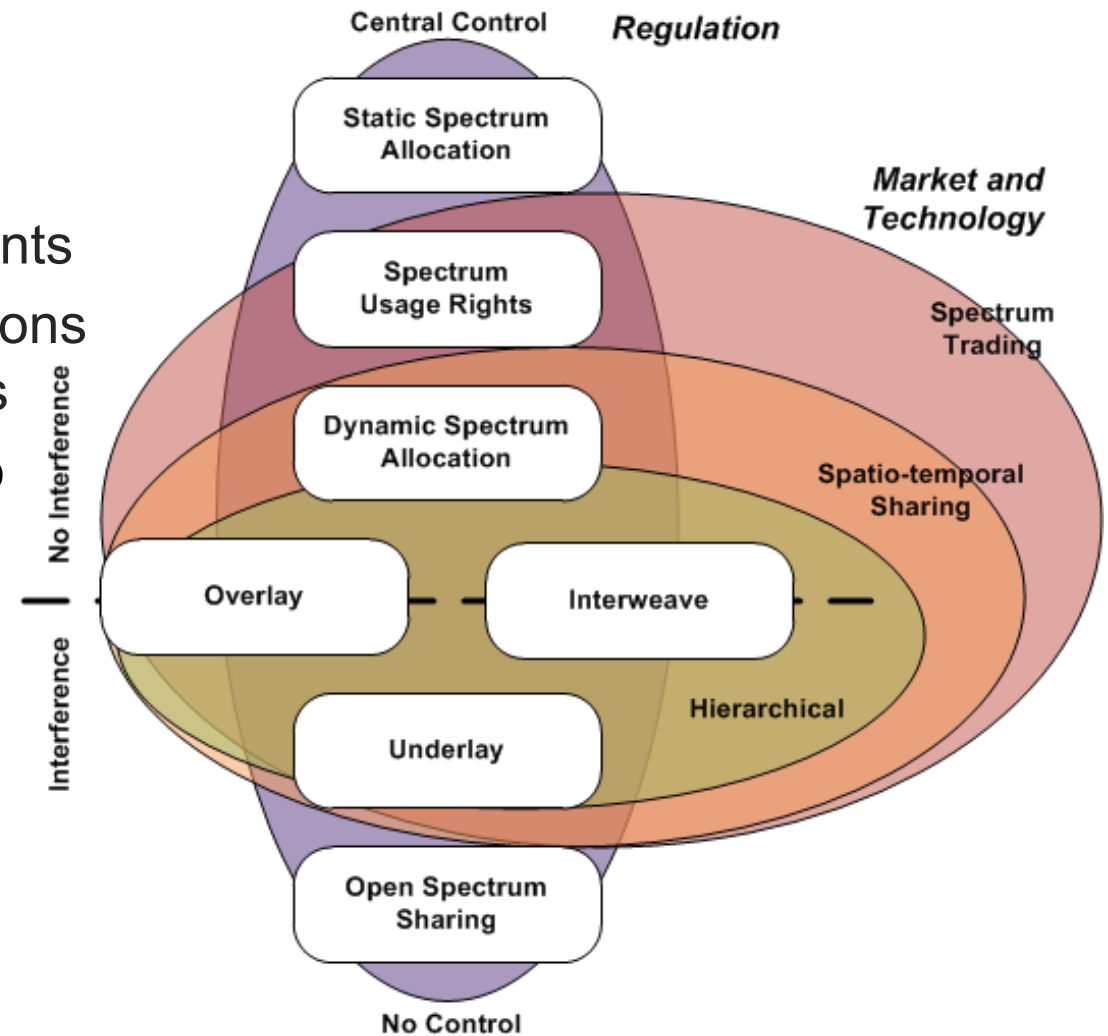 Central Control
Regulation
Static Spectrum
Allocation
Market and
Technology
nts
Spectrum
Usage Rights
ons
Spectrum
Trading
s
No Interference
Dynamic Spectrum
Allocation
Spatio-temporal
Sharing
Overlay
Interweave
Interference
Hierarchical
Underlay
Open Spectrum
Sharing
No Control